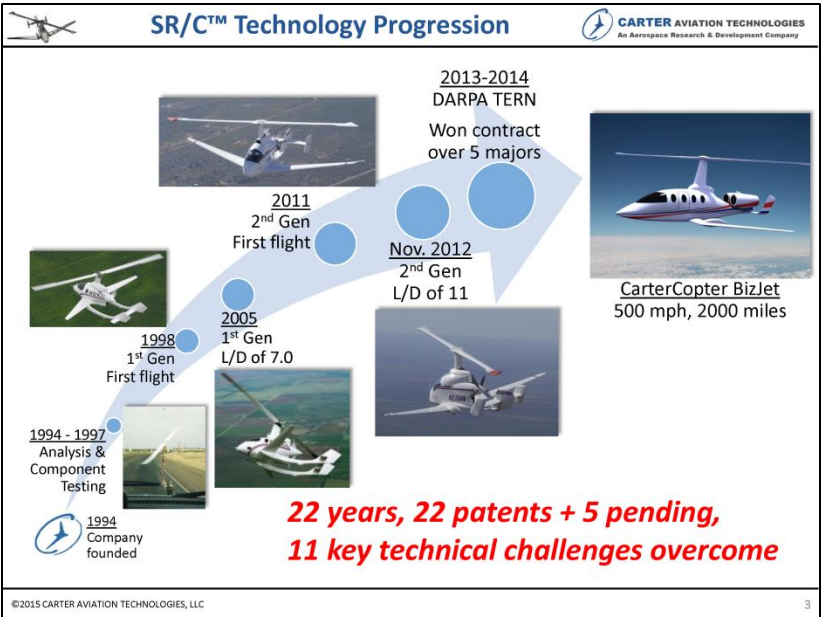 SR/C™ Technology Progression
CARTER AVIATION TECHNOLOGIES
An Aerospace Research & Development Company
2013-2014
DARPA TERN
Won contract
over 5 majors
2011
2nd Gen
First flight
Nov. 2012
2nd Gen
L/D of 11
CarterCopter BizJet
500 mph, 2000 miles
1998
1st Gen
First flight
2005
1st Gen
L/D of 7.0
1994 - 1997
Analysis &
Component
Testing
1994
Company
founded
22 years, 22 patents + 5 pending,
11 key technical challenges overcome
©2015 CARTER AVIATION TECHNOLOGIES, LLC
3